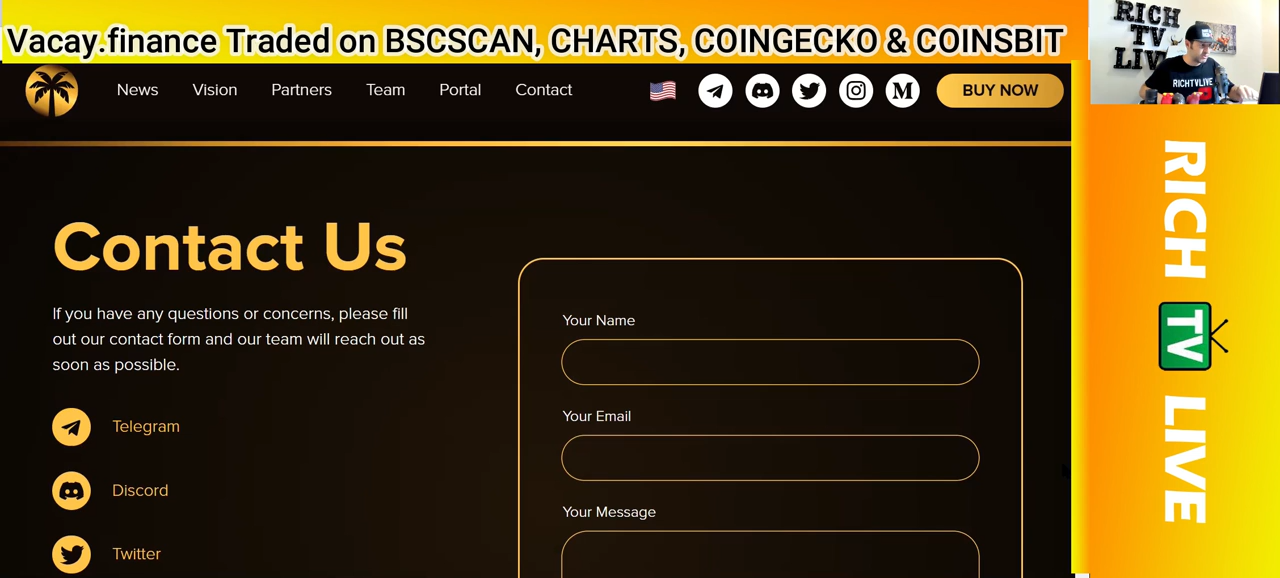 Vacay.finance Traded on BSCSCAN, CHARTS, COINGECKO & COINSBIT
RICH
TV
LIV
RICHTVLIVE
News Vision Partners Team Portal Contact M BUY NOW
Contact Us
If you have any questions or concerns, please fill
out our contact form and our team will reach out as
soon as possible.
Telegram
Discord
Twitter
Your Name
Your Email
Your Message
RICH TV LIVE